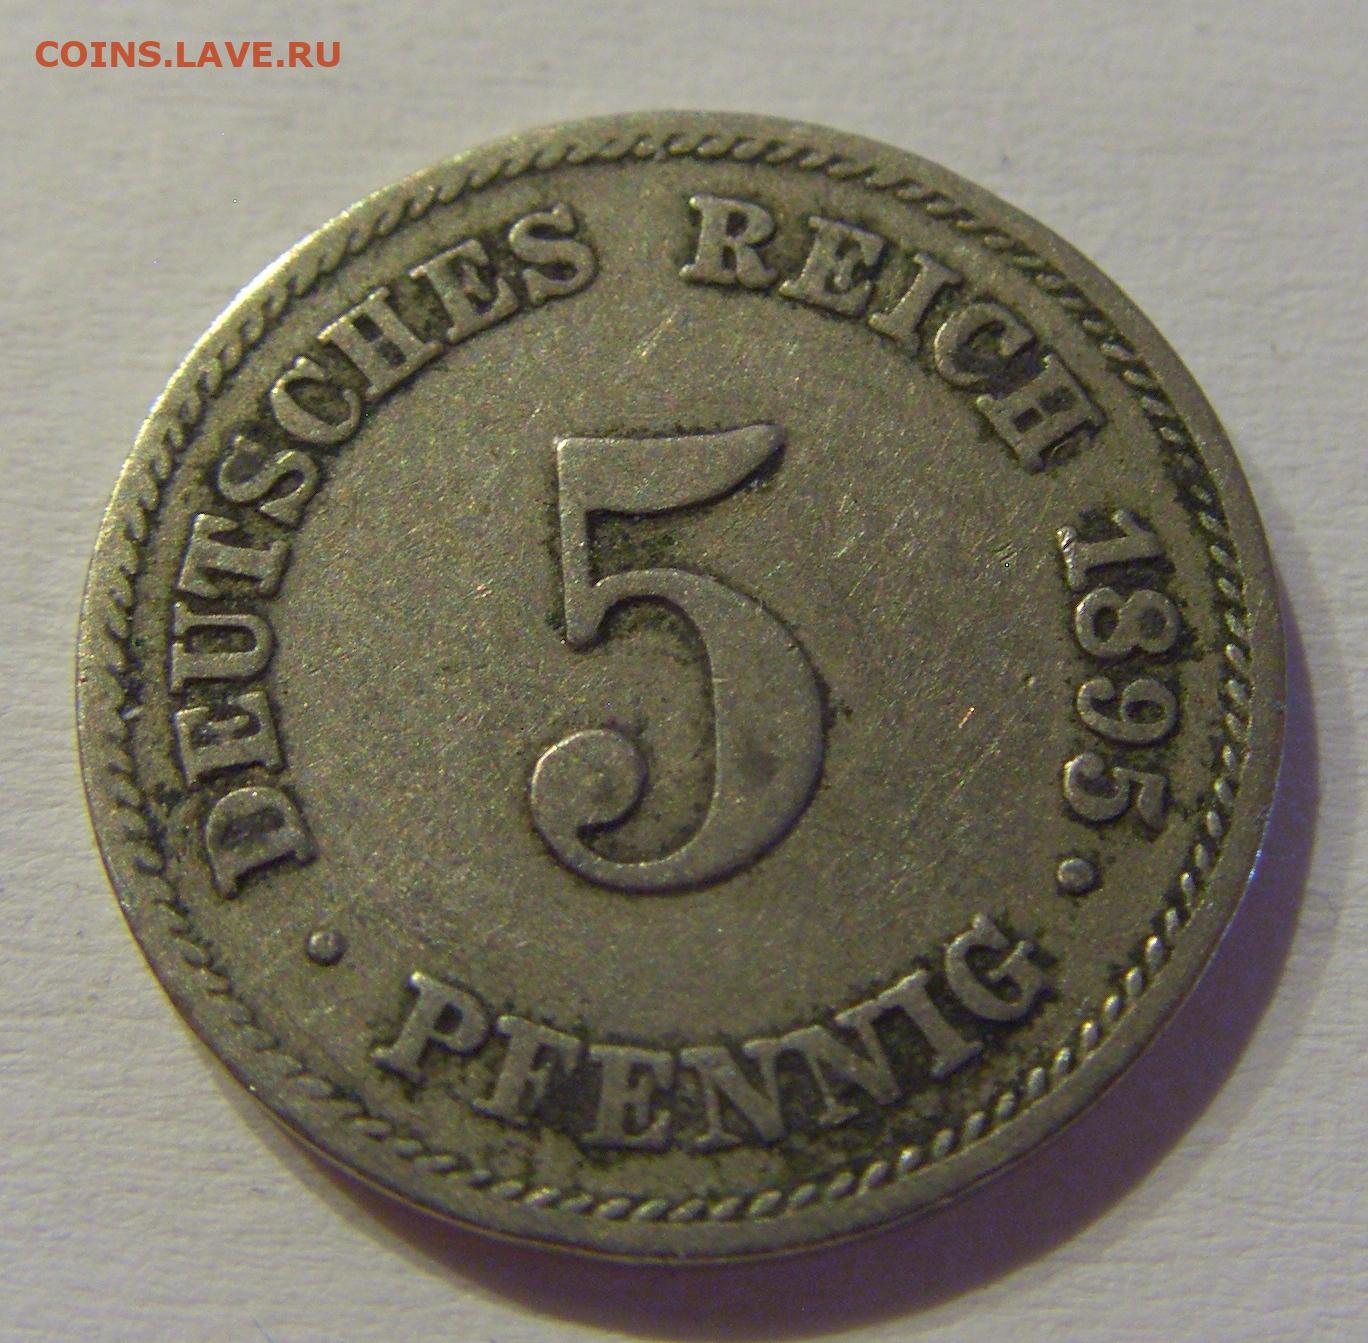 COINS.LAVE.RU
DEUTSCHES REICH 1895.
5
• PFENNIG •